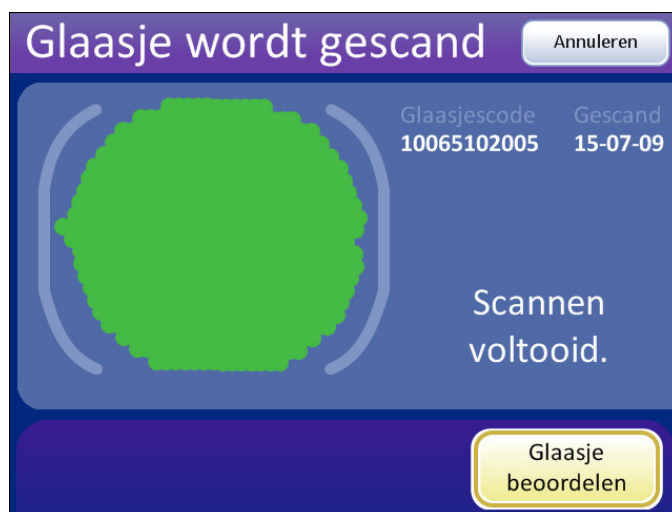 Glaasje wordt gescand
Annuleren
Glaasjescode Gescand
10065102005 15-07-09
Scannen
voltooid.
Glaasje
beoordelen